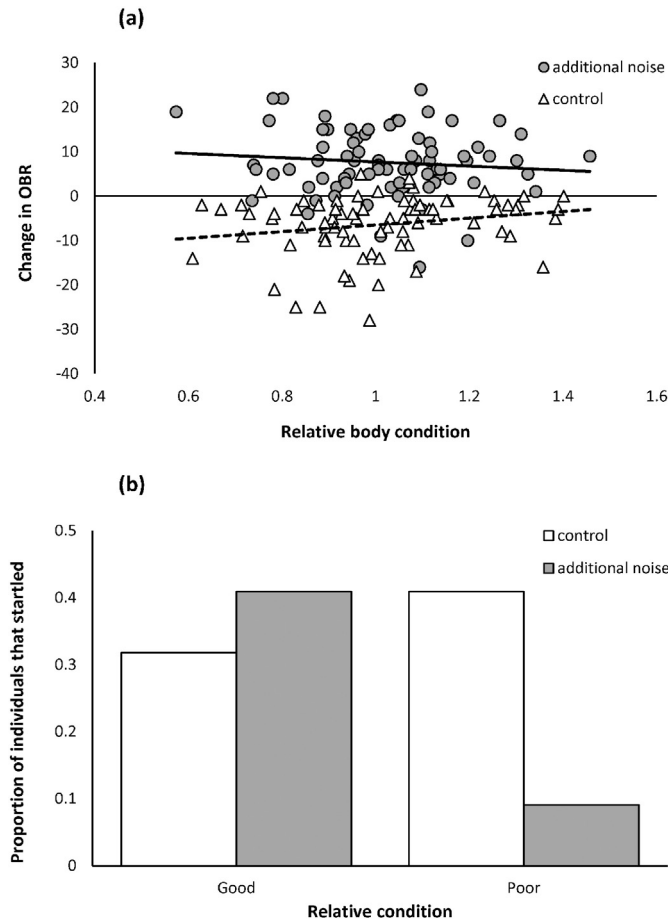 (a)
30
20
10
0
-10
-20
-30
-40
Change in OBR
additional noise
control
0.4
0.6
0.8
1
1.2
1.4
1.6
Relative body condition
(b)
0.5
0.4
0.3
0.2
0.1
0
Proportion of individuals that startled
control
additional noise
Good
Poor
Relative condition